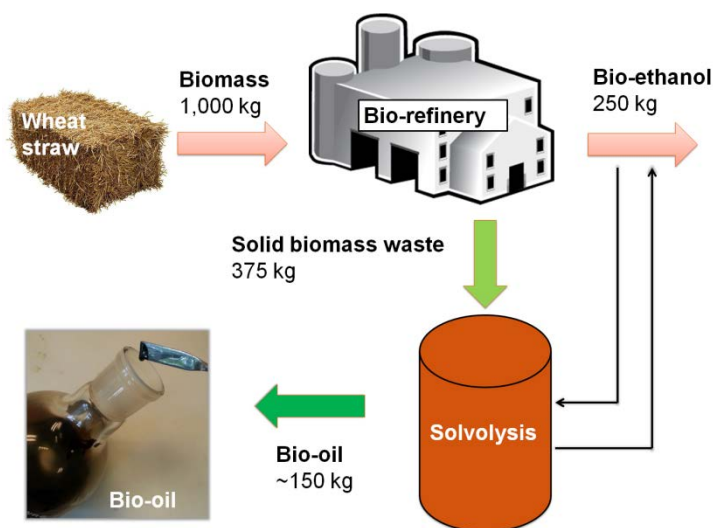 Biomass
1,000 kg
Wheat
straw
Bio-refinery
Bio-ethanol
250 kg
Solid biomass waste
375 kg
Solvolysis
Bio-oil
~150 kg
Bio-oil